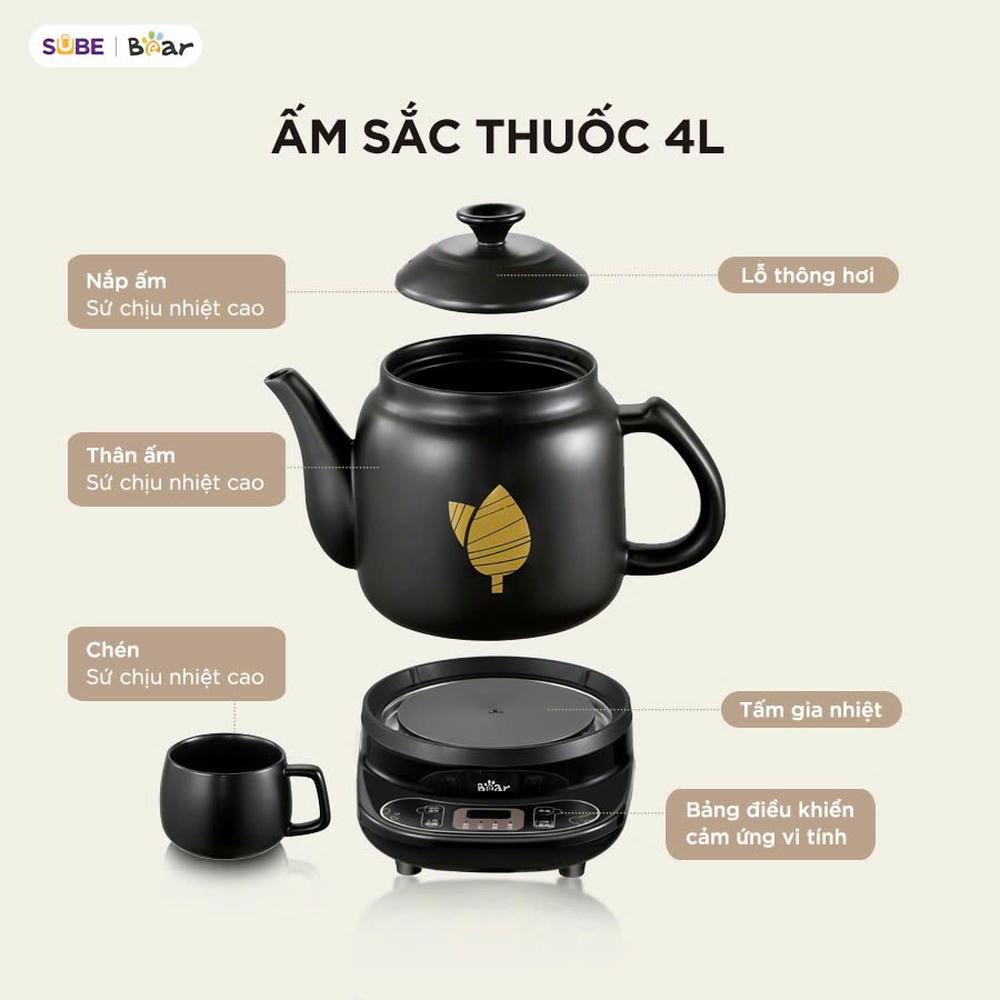 SUBE | Bear
ẤM SẮC THUỐC 4L
Nắp ấm
Sứ chịu nhiệt cao
Lỗ thông hơi
Thân ấm
Sứ chịu nhiệt cao
Chén
Sứ chịu nhiệt cao
Tấm gia nhiệt
Bear
Bảng điều khiển
cảm ứng vi tính